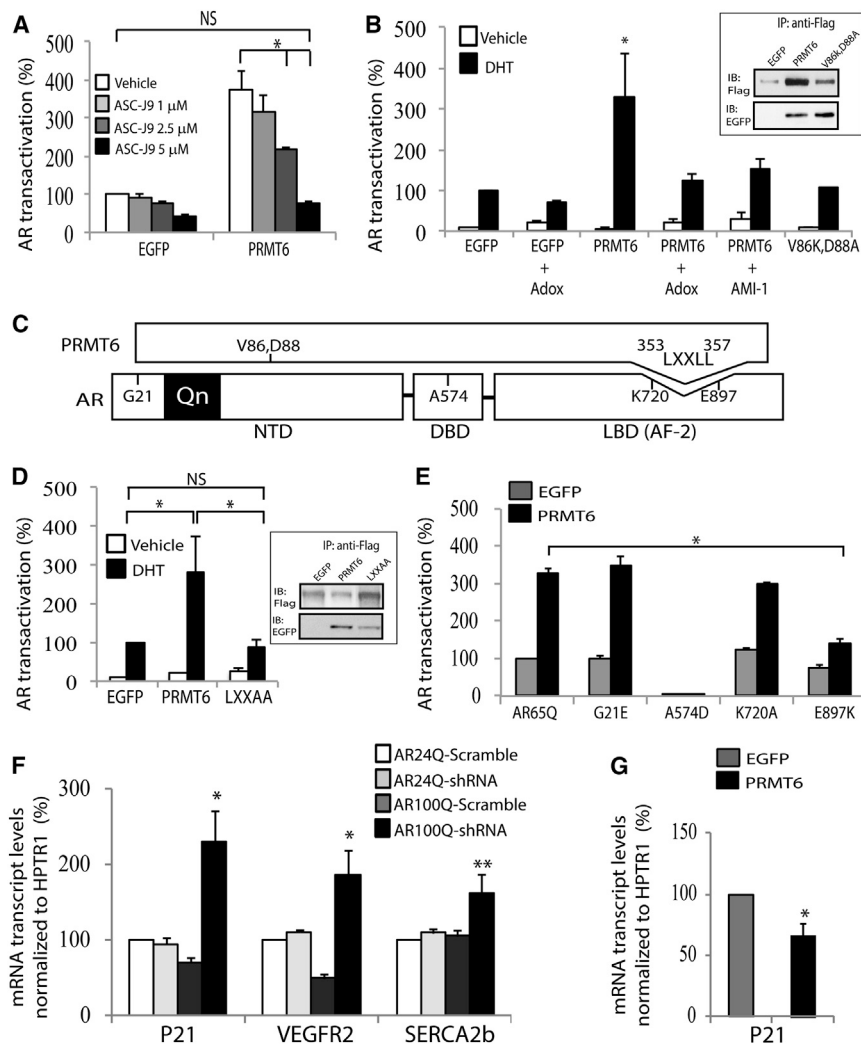 A
NS
*
AR transactivation (%)
500
400
300
200
100
0
Vehicle
ASC-J9 1 μM
ASC-J9 2.5 μM
ASC-J9 5 μM
EGFP
PRMT6
B
Vehicle
DHT
*
AR transactivation (%)
500
400
300
200
100
0
EGFP
EGFP
+
Adox
PRMT6
PRMT6
+
Adox
PRMT6
+
AMI-1
V86K,D88A
IP: anti-Flag
EGFP
PRMT6
V86k,D88A
IB:
Flag
IB:
EGFP
C
PRMT6
V86,D88
353
357
LXXLL
AR
G21
Qn
A574
K720
E897
NTD
DBD
LBD (AF-2)
D
NS
*
*
AR transactivation (%)
500
400
300
200
100
0
Vehicle
DHT
EGFP
PRMT6
LXXAA
IP: anti-Flag
EGFP
PRMT6
LXXAA
IB:
Flag
IB:
EGFP
E
EGFP
PRMT6
*
AR transactivation (%)
500
400
300
200
100
0
AR65Q
G21E
A574D
K720A
E897K
F
AR24Q-Scramble
AR24Q-shRNA
AR100Q-Scramble
AR100Q-shRNA
mRNA transcript levels
normalized to HPTR1 (%)
300
200
100
0
*
*
**
P21
VEGFR2
SERCA2b
G
EGFP
PRMT6
mRNA transcript levels
normalized to HPTR1 (%)
150
100
50
0
*
P21